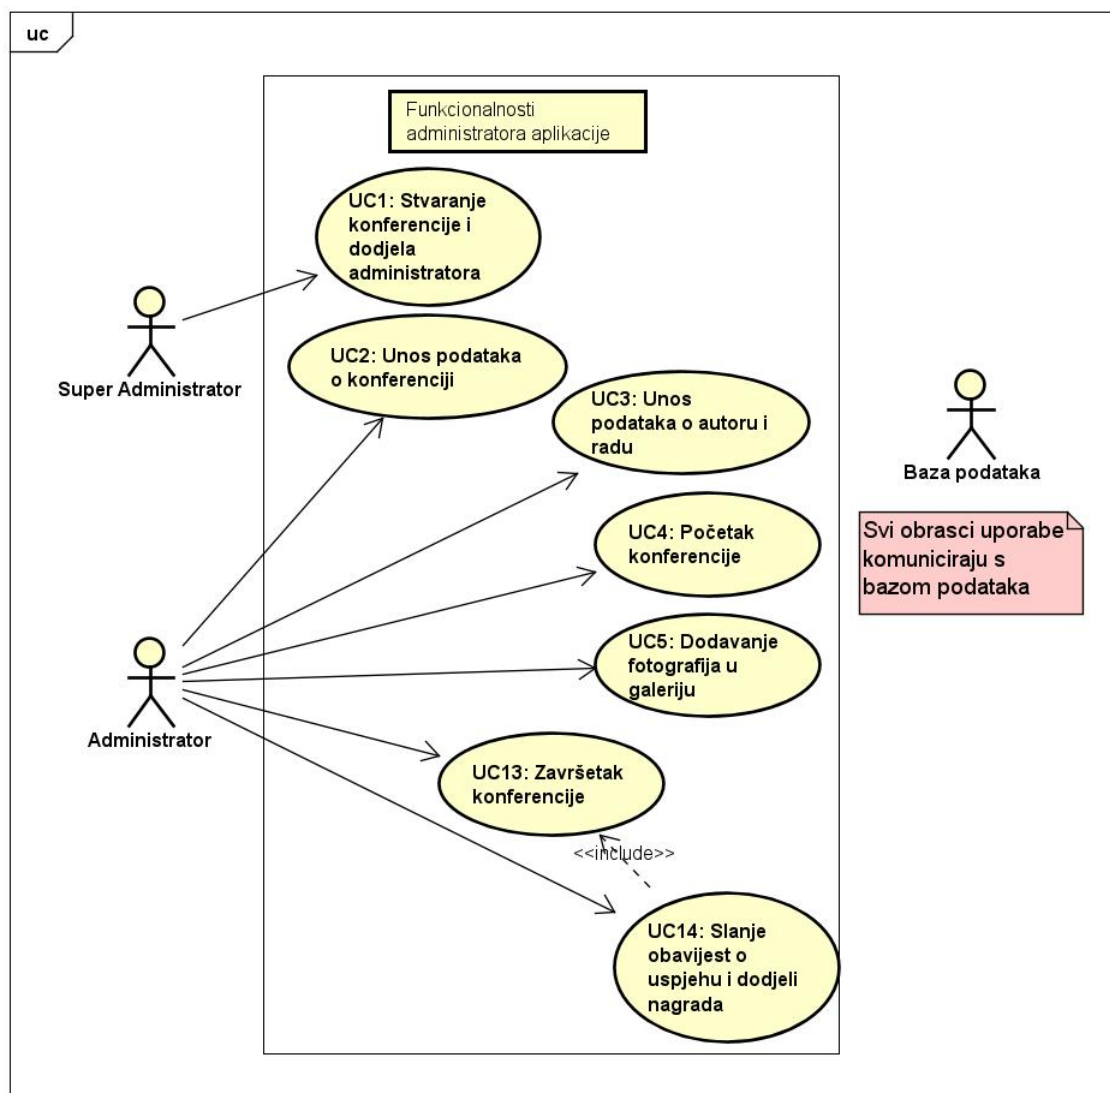 uc
Funkcionalnosti
administratora aplikacije
UC1: Stvaranje
konferencije i
dodjela
administratora
Super Administrator
UC2: Unos podataka
o konferenciji
UC3: Unos
podataka o autoru i
radu
Baza podataka
Svi obrasci uporabe
komuniciraju s
bazom podataka
UC4: Početak
konferencije
UC5: Dodavanje
fotografija u
galeriju
Administrator
UC13: Završetak
konferencije
<<include>>
UC14: Slanje
obavijest o
uspjehu i dodjeli
nagrada